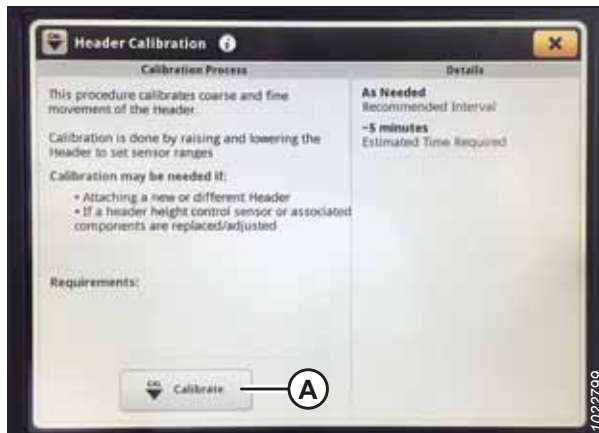 CAL
Header Calibration i
X
Calibration Process
This procedure calibrates coarse and fine
movement of the Header.
Calibration is done by raising and lowering the
Header to set sensor ranges
Calibration may be needed if:
• Attaching a new or different Header
• If a header height control sensor or associated
components are replaced/adjusted
Requirements:
CAL Calibrate
A
Details
As Needed
Recommended Interval
~5 minutes
Estimated Time Required
1022799